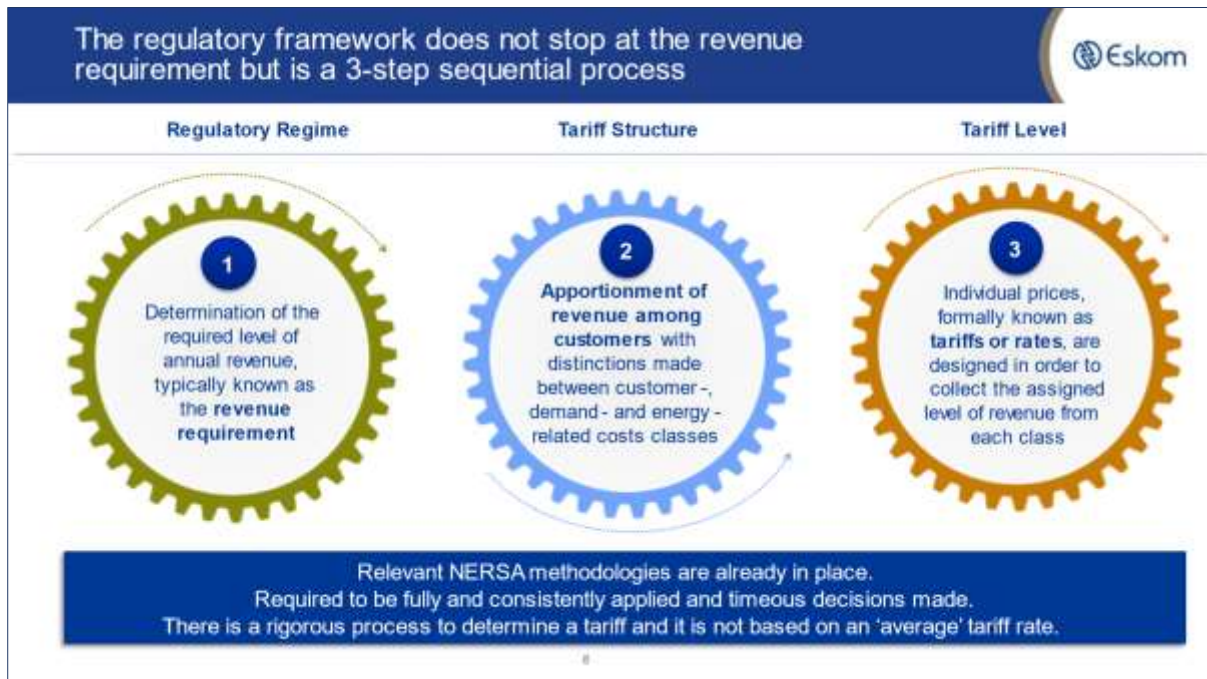 The regulatory framework does not stop at the revenue
requirement but is a 3-step sequential process
Eskom
Regulatory Regime
Tariff Structure
Tariff Level
1
Determination of the
required level of
annual revenue,
typically known as
the revenue
requirement
2
Apportionment of
revenue among
customers with
distinctions made
between customer -,
demand - and energy -
related costs classes
3
Individual prices,
formally known as
tariffs or rates, are
designed in order to
collect the assigned
level of revenue from
each class
Relevant NERSA methodologies are already in place.
Required to be fully and consistently applied and timeous decisions made.
There is a rigorous process to determine a tariff and it is not based on an ‘average’ tariff rate.